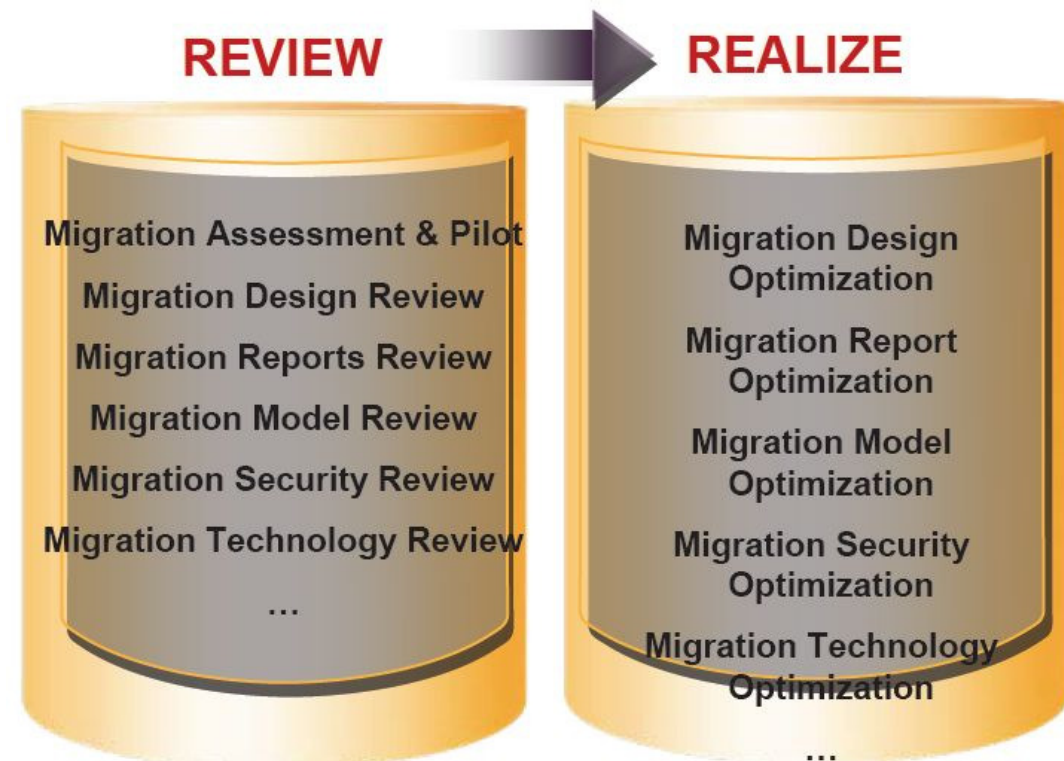 REVIEW
Migration Assessment & Pilot
Migration Design Review
Migration Reports Review
Migration Model Review
Migration Security Review
Migration Technology Review
...
REALIZE
Migration Design
Optimization
Migration Report
Optimization
Migration Model
Optimization
Migration Security
Optimization
Migration Technology
Optimization
...